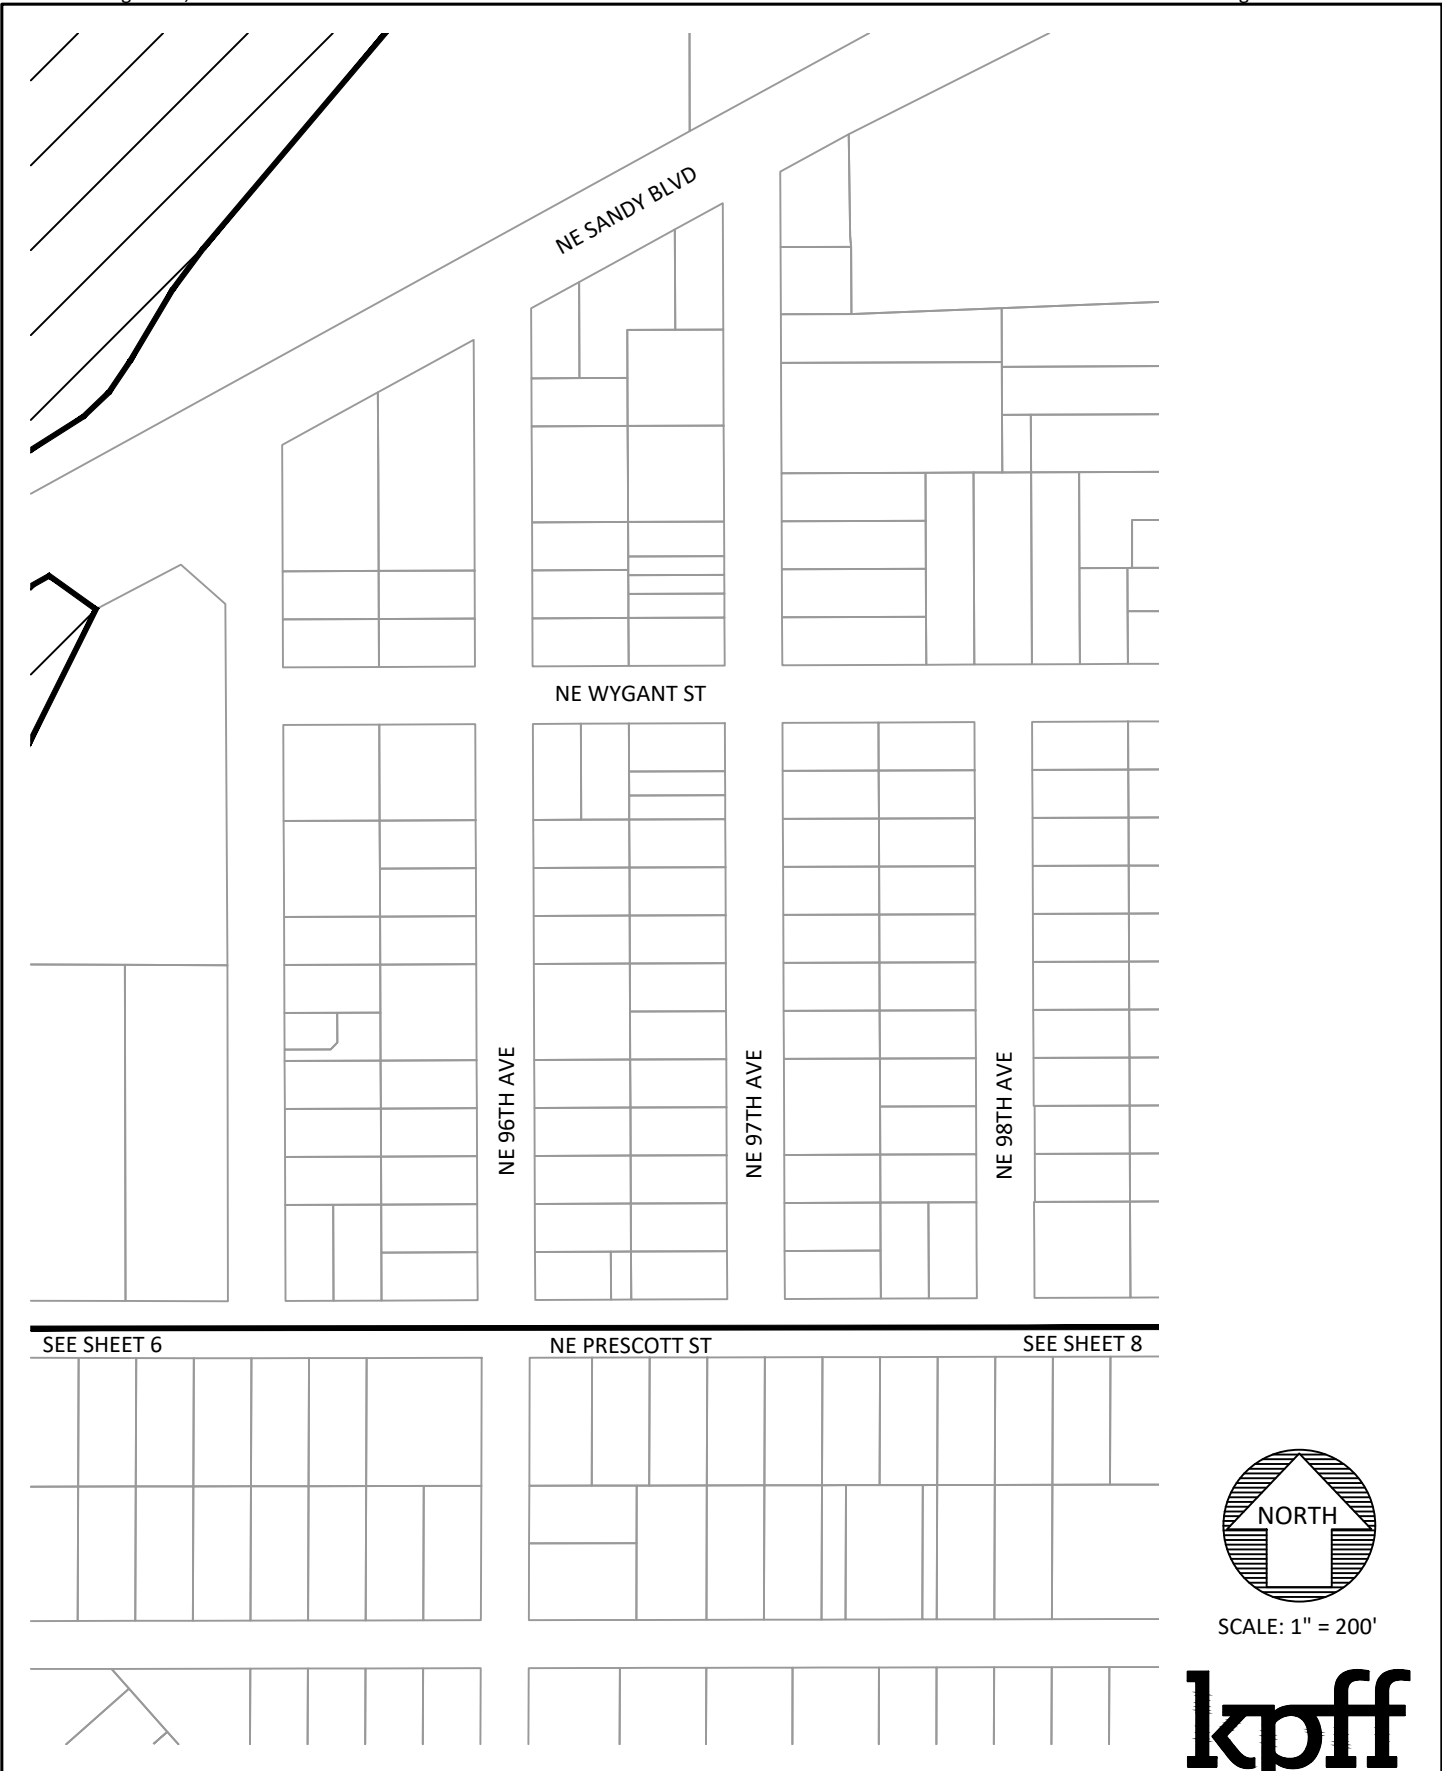 NE SANDY BLVD
NE WYGANT ST
NE 96TH AVE
NE 97TH AVE
NE 98TH AVE
SEE SHEET 6
NE PRESCOTT ST
SEE SHEET 8
NORTH
SCALE: 1" = 200'
kpff